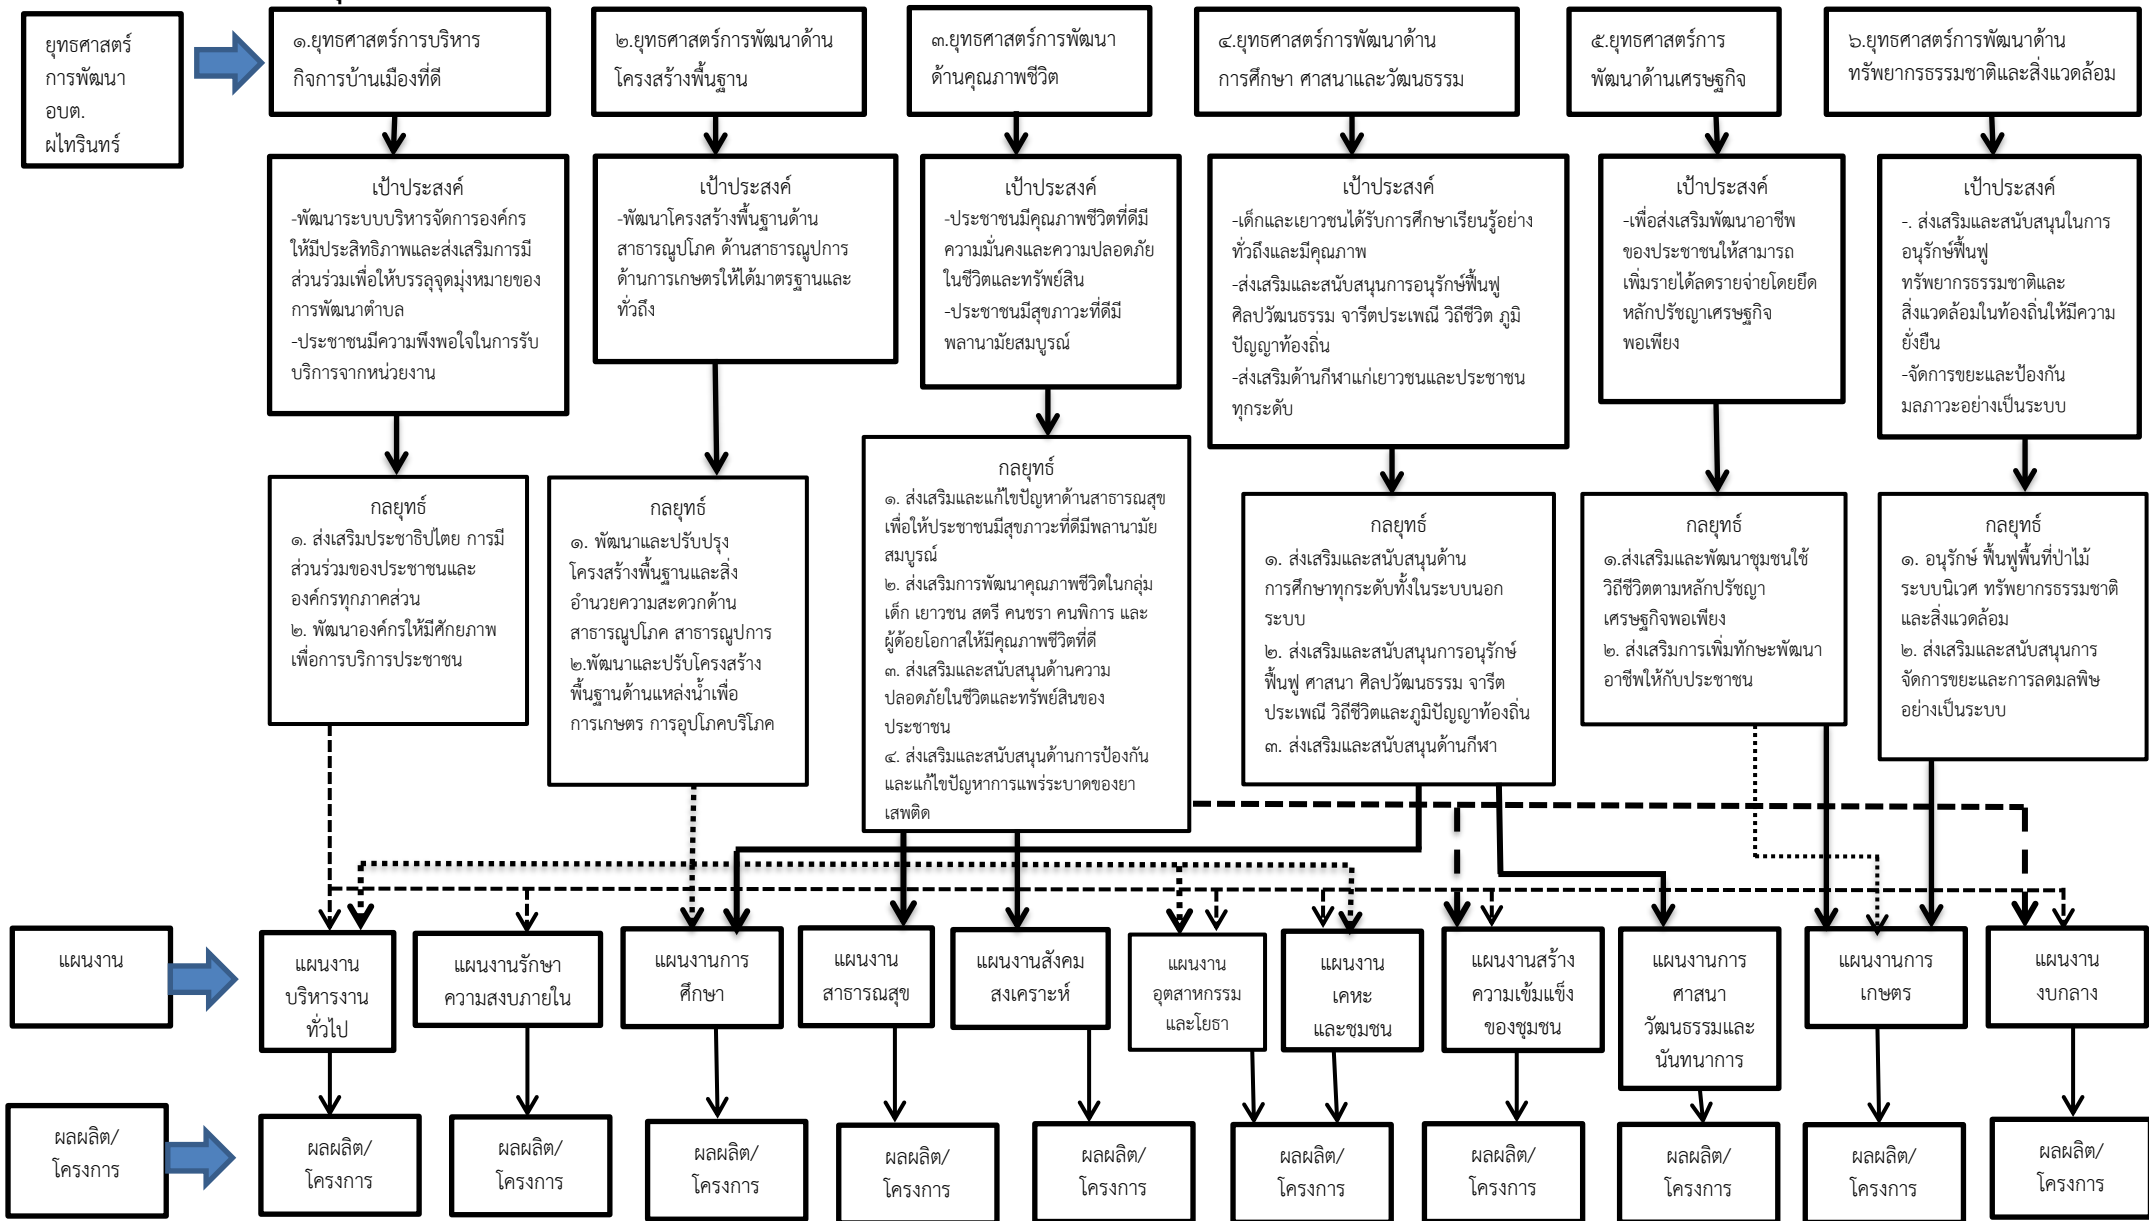 ยุทธศาสตร์
การพัฒนา
อบต.
ผไทรินทร์
๑.ยุทธศาสตร์การบริหาร
กิจการบ้านเมืองที่ดี
๒.ยุทธศาสตร์การพัฒนาด้าน
โครงสร้างพื้นฐาน
๓.ยุทธศาสตร์การพัฒนา
ด้านคุณภาพชีวิต
๔.ยุทธศาสตร์การพัฒนาด้าน
การศึกษา ศาสนาและวัฒนธรรม
๕.ยุทธศาสตร์การ
พัฒนาด้านเศรษฐกิจ
๖.ยุทธศาสตร์การพัฒนาด้าน
ทรัพยากรธรรมชาติและสิ่งแวดล้อม
เป้าประสงค์
-พัฒนาระบบบริหารจัดการองค์กร
ให้มีประสิทธิภาพและส่งเสริมการมี
ส่วนร่วมเพื่อให้บรรลุจุดมุ่งหมายของ
การพัฒนาตำบล
-ประชาชนมีความพึงพอใจในการรับ
บริการจากหน่วยงาน
เป้าประสงค์
-พัฒนาโครงสร้างพื้นฐานด้าน
สาธารณูปโภค ด้านสาธารณูปการ
ด้านการเกษตรให้ได้มาตรฐานและ
ทั่วถึง
เป้าประสงค์
-ประชาชนมีคุณภาพชีวิตที่ดีมี
ความมั่นคงและความปลอดภัย
ในชีวิตและทรัพย์สิน
-ประชาชนมีสุขภาวะที่ดีมี
พลานามัยสมบูรณ์
เป้าประสงค์
-เด็กและเยาวชนได้รับการศึกษาเรียนรู้อย่าง
ทั่วถึงและมีคุณภาพ
-ส่งเสริมและสนับสนุนการอนุรักษ์ฟื้นฟู
ศิลปวัฒนธรรม จารีตประเพณี วิถีชีวิต ภูมิ
ปัญญาท้องถิ่น
-ส่งเสริมด้านกีฬาแก่เยาวชนและประชาชน
ทุกระดับ
เป้าประสงค์
-เพื่อส่งเสริมพัฒนาอาชีพ
ของประชาชนให้สามารถ
เพิ่มรายได้ลดรายจ่ายโดยยึด
หลักปรัชญาเศรษฐกิจ
พอเพียง
เป้าประสงค์
-. ส่งเสริมและสนับสนุนในการ
อนุรักษ์ฟื้นฟู
ทรัพยากรธรรมชาติและ
สิ่งแวดล้อมในท้องถิ่นให้มีความ
ยั่งยืน
-จัดการขยะและป้องกัน
มลภาวะอย่างเป็นระบบ
กลยุทธ์
๑. ส่งเสริมประชาธิปไตย การมี
ส่วนร่วมของประชาชนและ
องค์กรทุกภาคส่วน
๒. พัฒนาองค์กรให้มีศักยภาพ
เพื่อการบริการประชาชน
กลยุทธ์
๑. พัฒนาและปรับปรุง
โครงสร้างพื้นฐานและสิ่ง
อำนวยความสะดวกด้าน
สาธารณูปโภค สาธารณูปการ
๒.พัฒนาและปรับโครงสร้าง
พื้นฐานด้านแหล่งน้ำเพื่อ
การเกษตร การอุปโภคบริโภค
กลยุทธ์
๑. ส่งเสริมและแก้ไขปัญหาด้านสาธารณสุข
เพื่อให้ประชาชนมีสุขภาวะที่ดีมีพลานามัย
สมบูรณ์
๒. ส่งเสริมการพัฒนาคุณภาพชีวิตในกลุ่ม
เด็ก เยาวชน สตรี คนชรา คนพิการ และ
ผู้ด้อยโอกาสให้มีคุณภาพชีวิตที่ดี
๓. ส่งเสริมและสนับสนุนด้านความ
ปลอดภัยในชีวิตและทรัพย์สินของ
ประชาชน
๔. ส่งเสริมและสนับสนุนด้านการป้องกัน
และแก้ไขปัญหาการแพร่ระบาดของยา
เสพติด
กลยุทธ์
๑. ส่งเสริมและสนับสนุนด้าน
การศึกษาทุกระดับทั้งในระบบนอก
ระบบ
๒. ส่งเสริมและสนับสนุนการอนุรักษ์
ฟื้นฟู ศาสนา ศิลปวัฒนธรรม จารีต
ประเพณี วิถีชีวิตและภูมิปัญญาท้องถิ่น
๓. ส่งเสริมและสนับสนุนด้านกีฬา
กลยุทธ์
๑.ส่งเสริมและพัฒนาชุมชนใช้
วิถีชีวิตตามหลักปรัชญา
เศรษฐกิจพอเพียง
๒. ส่งเสริมการเพิ่มทักษะพัฒนา
อาชีพให้กับประชาชน
กลยุทธ์
๑. อนุรักษ์ ฟื้นฟูพื้นที่ป่าไม้
ระบบนิเวศ ทรัพยากรธรรมชาติ
และสิ่งแวดล้อม
๒. ส่งเสริมและสนับสนุนการ
จัดการขยะและการลดมลพิษ
อย่างเป็นระบบ
แผนงาน
แผนงาน
บริหารงาน
ทั่วไป
แผนงานรักษา
ความสงบภายใน
แผนงานการ
ศึกษา
แผนงาน
สาธารณสุข
แผนงานสังคม
สงเคราะห์
แผนงาน
อุตสาหกรรม
และโยธา
แผนงาน
เคหะ
และชุมชน
แผนงานสร้าง
ความเข้มแข็ง
ของชุมชน
แผนงานการ
ศาสนา
วัฒนธรรมและ
นันทนาการ
แผนงานการ
เกษตร
แผนงาน
งบกลาง
ผลผลิต/
โครงการ
ผลผลิต/
โครงการ
ผลผลิต/
โครงการ
ผลผลิต/
โครงการ
ผลผลิต/
โครงการ
ผลผลิต/
โครงการ
ผลผลิต/
โครงการ
ผลผลิต/
โครงการ
ผลผลิต/
โครงการ
ผลผลิต/
โครงการ
ผลผลิต/
โครงการ